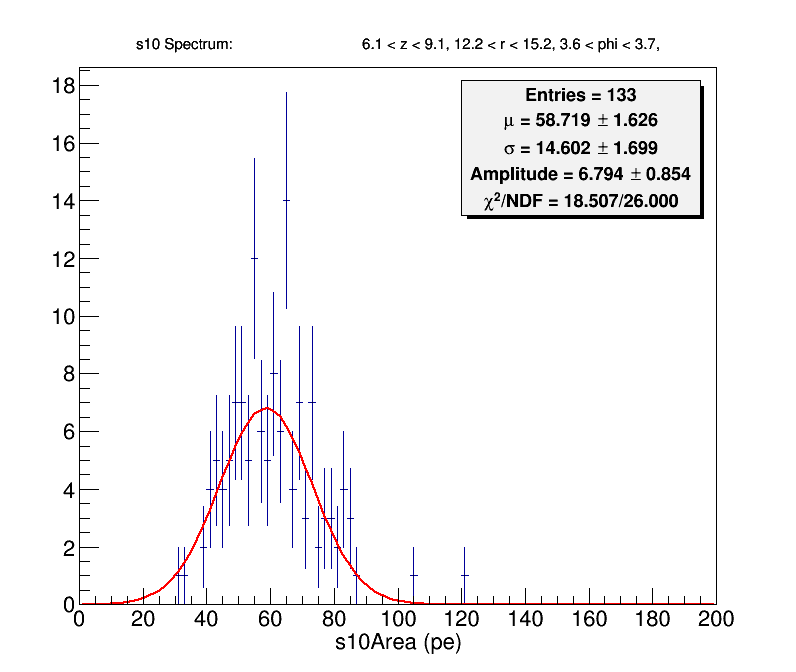 s10 Spectrum: 6.1 < z < 9.1, 12.2 < r < 15.2, 3.6 < phi < 3.7,
Entries = 133
μ = 58.719 ± 1.626
σ = 14.602 ± 1.699
Amplitude = 6.794 ± 0.854
χ²/NDF = 18.507/26.000
18
16
14
12
10
8
6
4
2
0
0 20 40 60 80 100 120 140 160 180 200
s10Area (pe)